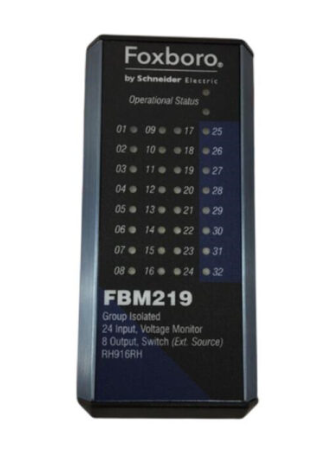 Foxboro®
by Schneider Electric
Operational Status
01 09 17 25
02 10 18 26
03 11 19 27
04 12 20 28
05 13 21 29
06 14 22 30
07 15 23 31
08 16 24 32
FBM219
Group Isolated
24 Input, Voltage Monitor
8 Output, Switch (Ext. Source)
RH916RH